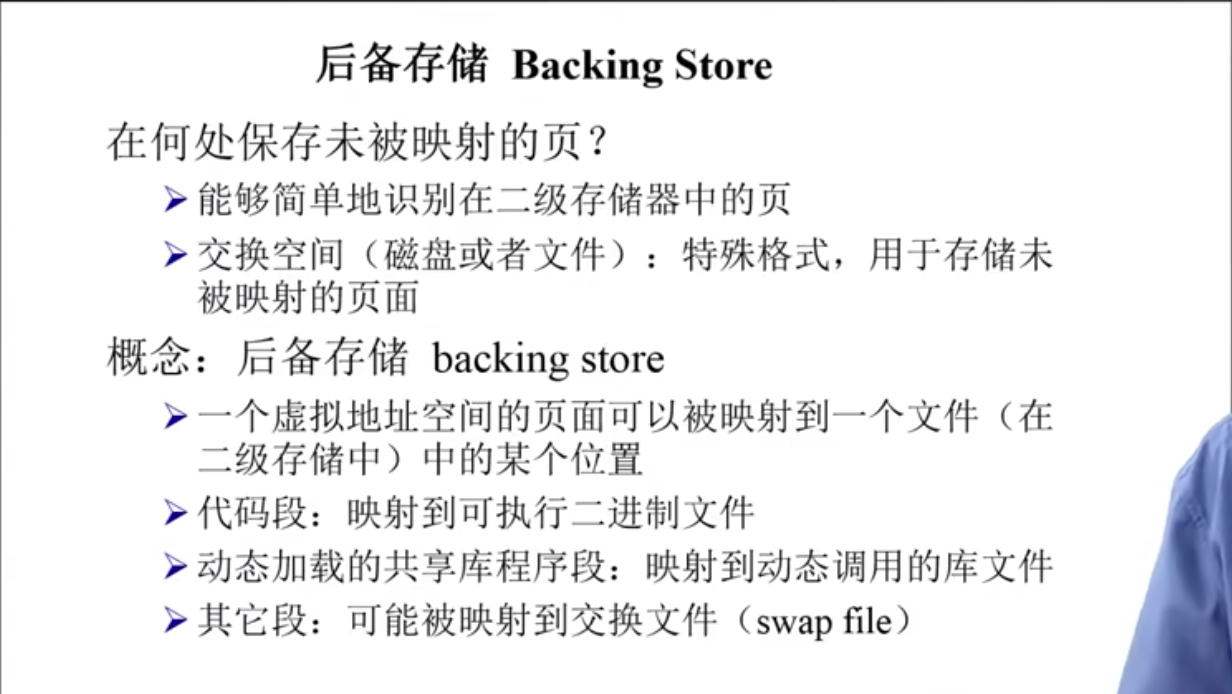 后备存储 Backing Store
在何处保存未被映射的页？
能够简单地识别在二级存储器中的页
交换空间（磁盘或者文件）：特殊格式，用于存储未
被映射的页面
概念：后备存储 backing store
一个虚拟地址空间的页面可以被映射到一个文件（在
二级存储中）中的某个位置
代码段：映射到可执行二进制文件
动态加载的共享库程序段：映射到动态调用的库文件
其它段：可能被映射到交换文件（swap file）